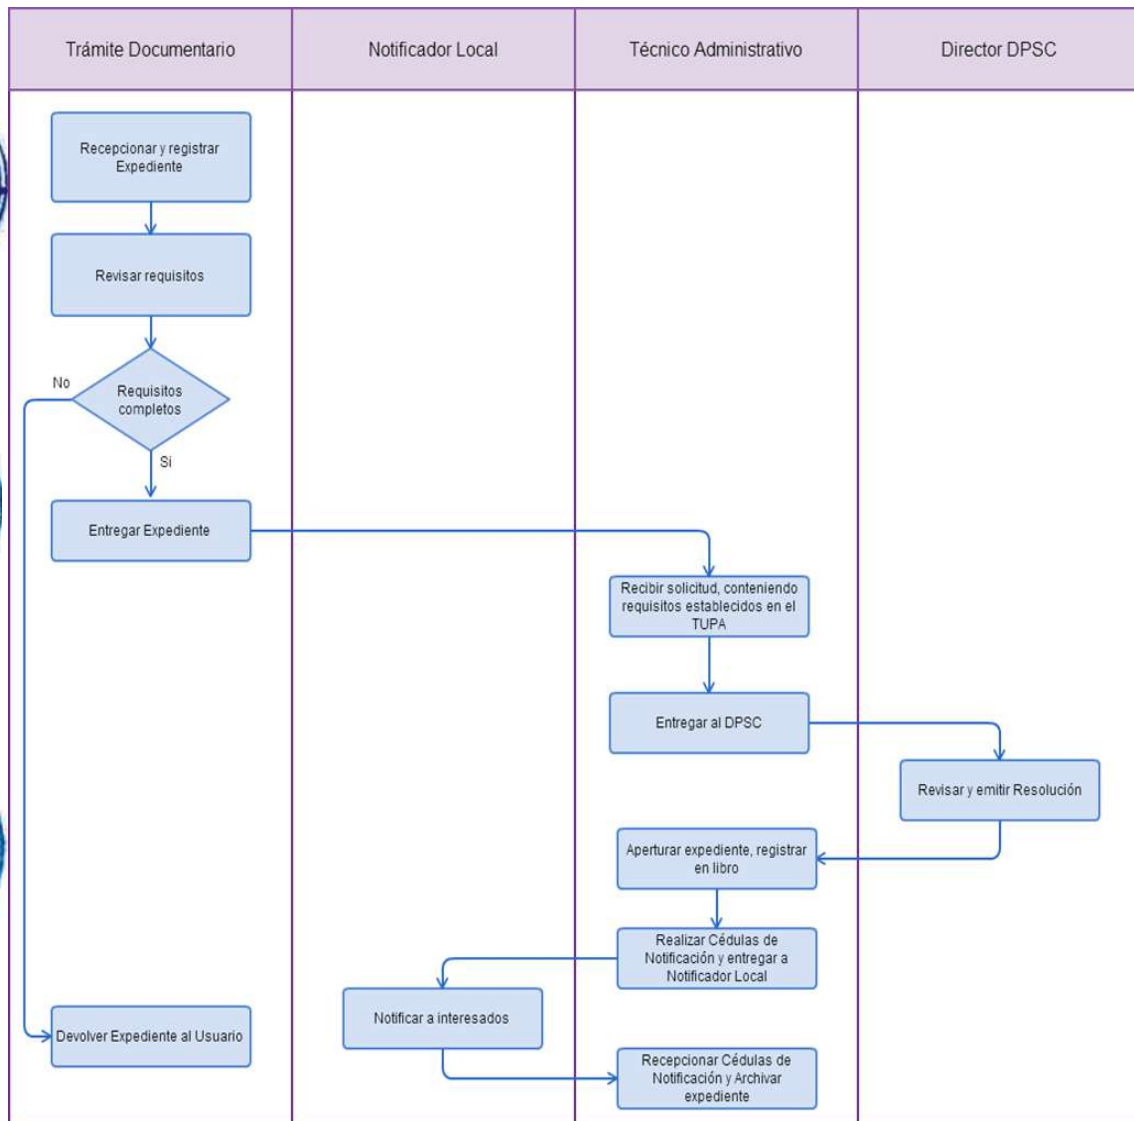 Trámite Documentario
Notificador Local
Técnico Administrativo
Director DPSC
Recepcionar y registrar
Expediente
Revisar requisitos
No
Requisitos
completos
Si
Entregar Expediente
Recibir solicitud, conteniendo
requisitos establecidos en el
TUPA
Entregar al DPSC
Revisar y emitir Resolución
Aperturar expediente, registrar
en libro
Realizar Cédulas de
Notificación y entregar a
Notificador Local
Notificar a interesados
Devolver Expediente al Usuario
Recepcionar Cédulas de
Notificación y Archivar
expediente